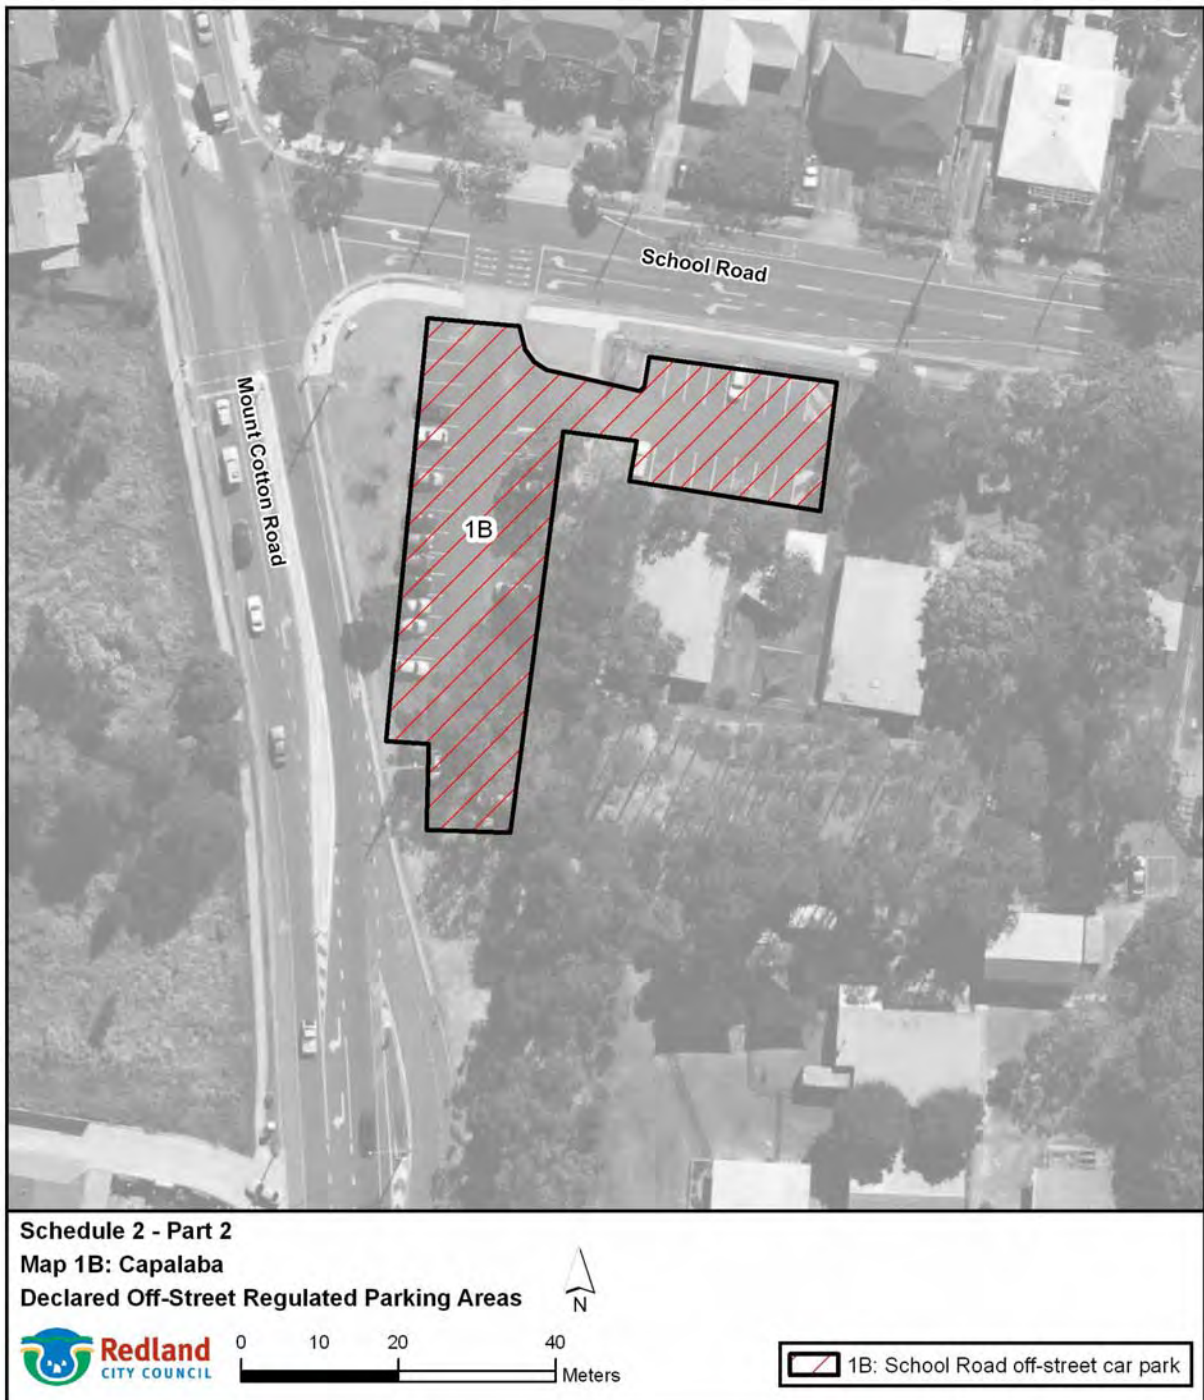 School Road
Mount Cotton Road
1B
Schedule 2 - Part 2
Map 1B: Capalaba
Declared Off-Street Regulated Parking Areas
N
Redland
CITY COUNCIL
0 10 20 40
Meters
1B: School Road off-street car park